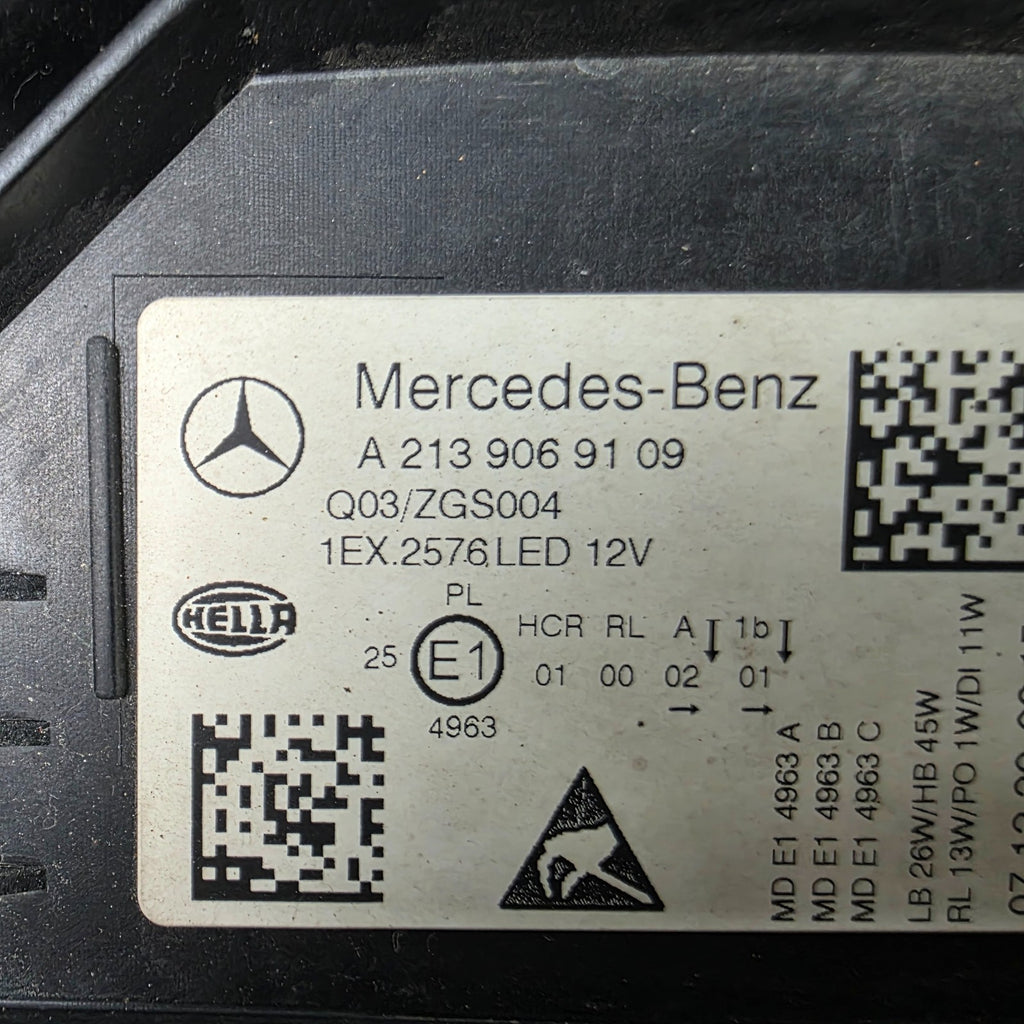 Mercedes-Benz
A 213 906 91 09
Q03/ZGS004
1EX.2576 LED 12V
HELLA
PL
25 E1
4963
HCR RL A 1b
01 00 02 01
MD E1 4963 A
MD E1 4963 B
MD E1 4963 C
LB 26W/HB 45W
RL 13W/PO 1W/DI 11W